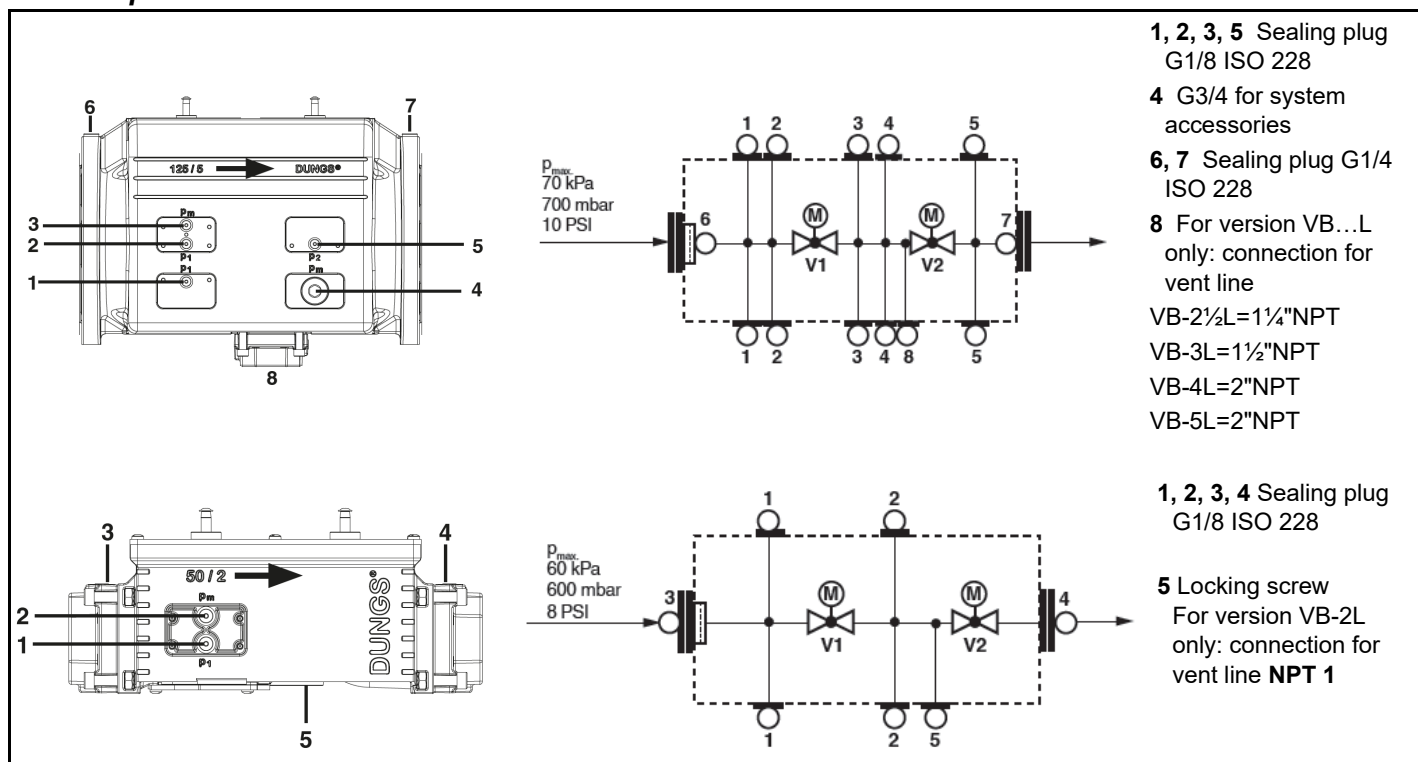 6
7
125 / 5
DUNGS®
Pm
3
2
P1
5
P2
P1
1
Pm
4
8
1 2 3 4 5
Pmax.
70 kPa
700 mbar
10 PSI
6
M
V1
M
V2
7
1 2 3 4 8 5
1, 2, 3, 5 Sealing plug
G1/8 ISO 228
4 G3/4 for system
accessories
6, 7 Sealing plug G1/4
ISO 228
8 For version VB…L
only: connection for
vent line
VB-2½L=1¼"NPT
VB-3L=1½"NPT
VB-4L=2"NPT
VB-5L=2"NPT
3
4
50 / 2
Pm
2
1
P1
DUNGS®
5
1 2
Pmax.
60 kPa
600 mbar
8 PSI
3
M
V1
M
V2
4
1 2 5
1, 2, 3, 4 Sealing plug
G1/8 ISO 228
5 Locking screw
For version VB-2L
only: connection for
vent line NPT 1